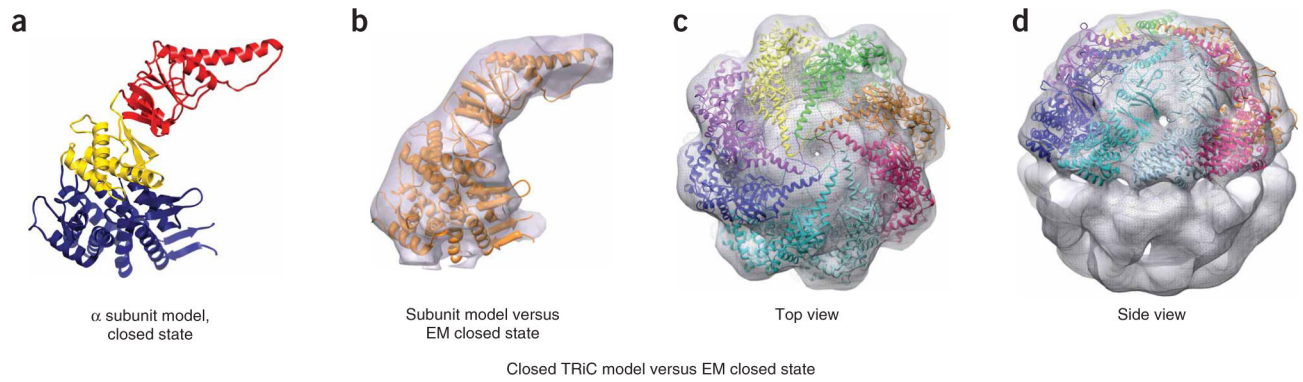 a
b
c
d
α subunit model,
closed state
Subunit model versus
EM closed state
Top view
Side view
Closed TRiC model versus EM closed state